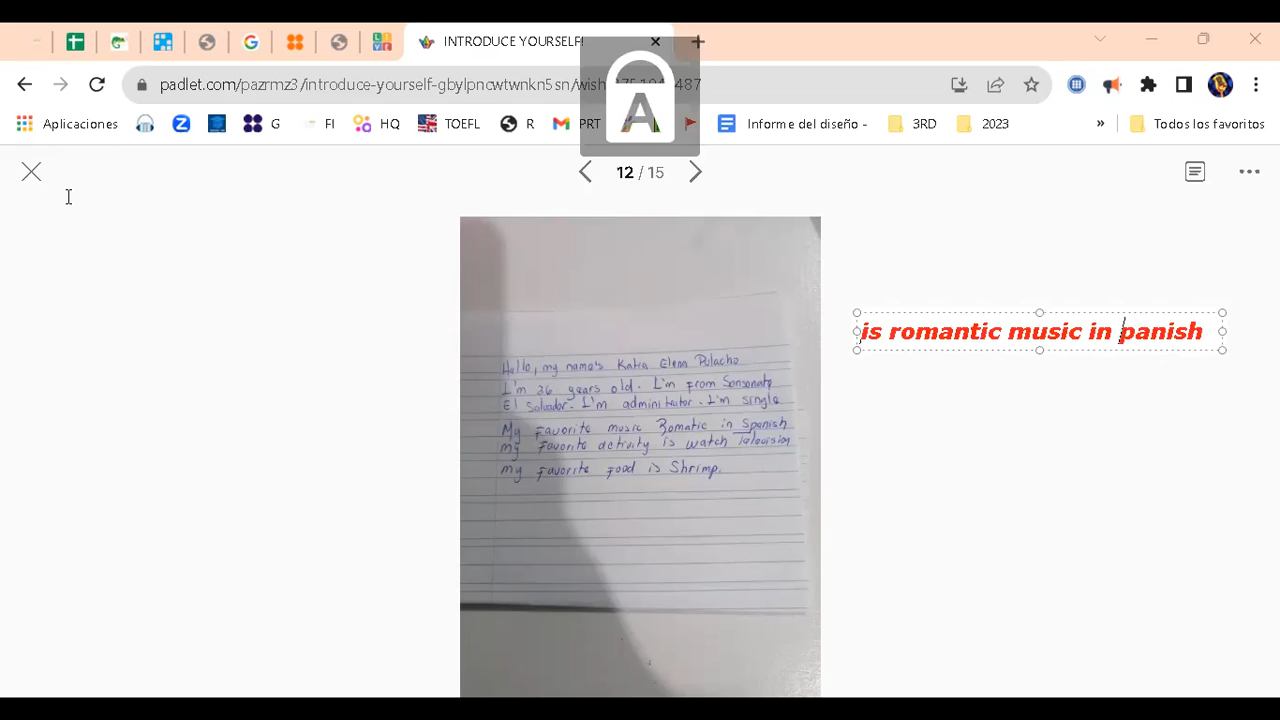 INTRODUCE YOURSELF!
padlet.com/pazrmz3/introduce-yourself-gbylpncwtwnkn5sn/wish 487
Aplicaciones G FI HQ TOEFL R PRT Informe del diseño - 3RD 2023 » Todos los favoritos
A
12 / 15
is romantic music in panish
Hello, my name's Katia Elena
I'm 36 years old. I'm from Sonsonate
El Salvador. I'm administrator. I'm single
My Favorite music Romatic in Spanish
my Favorite activity is watch Television
my Favorite Food is Shrimp.